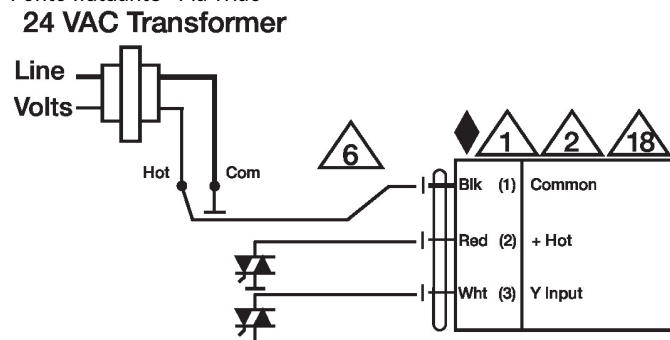 24 VAC Transformer
Line
Volts
Hot
Com
6
1
2
18
Blk (1) Common
Red (2) + Hot
Wht (3) Y Input